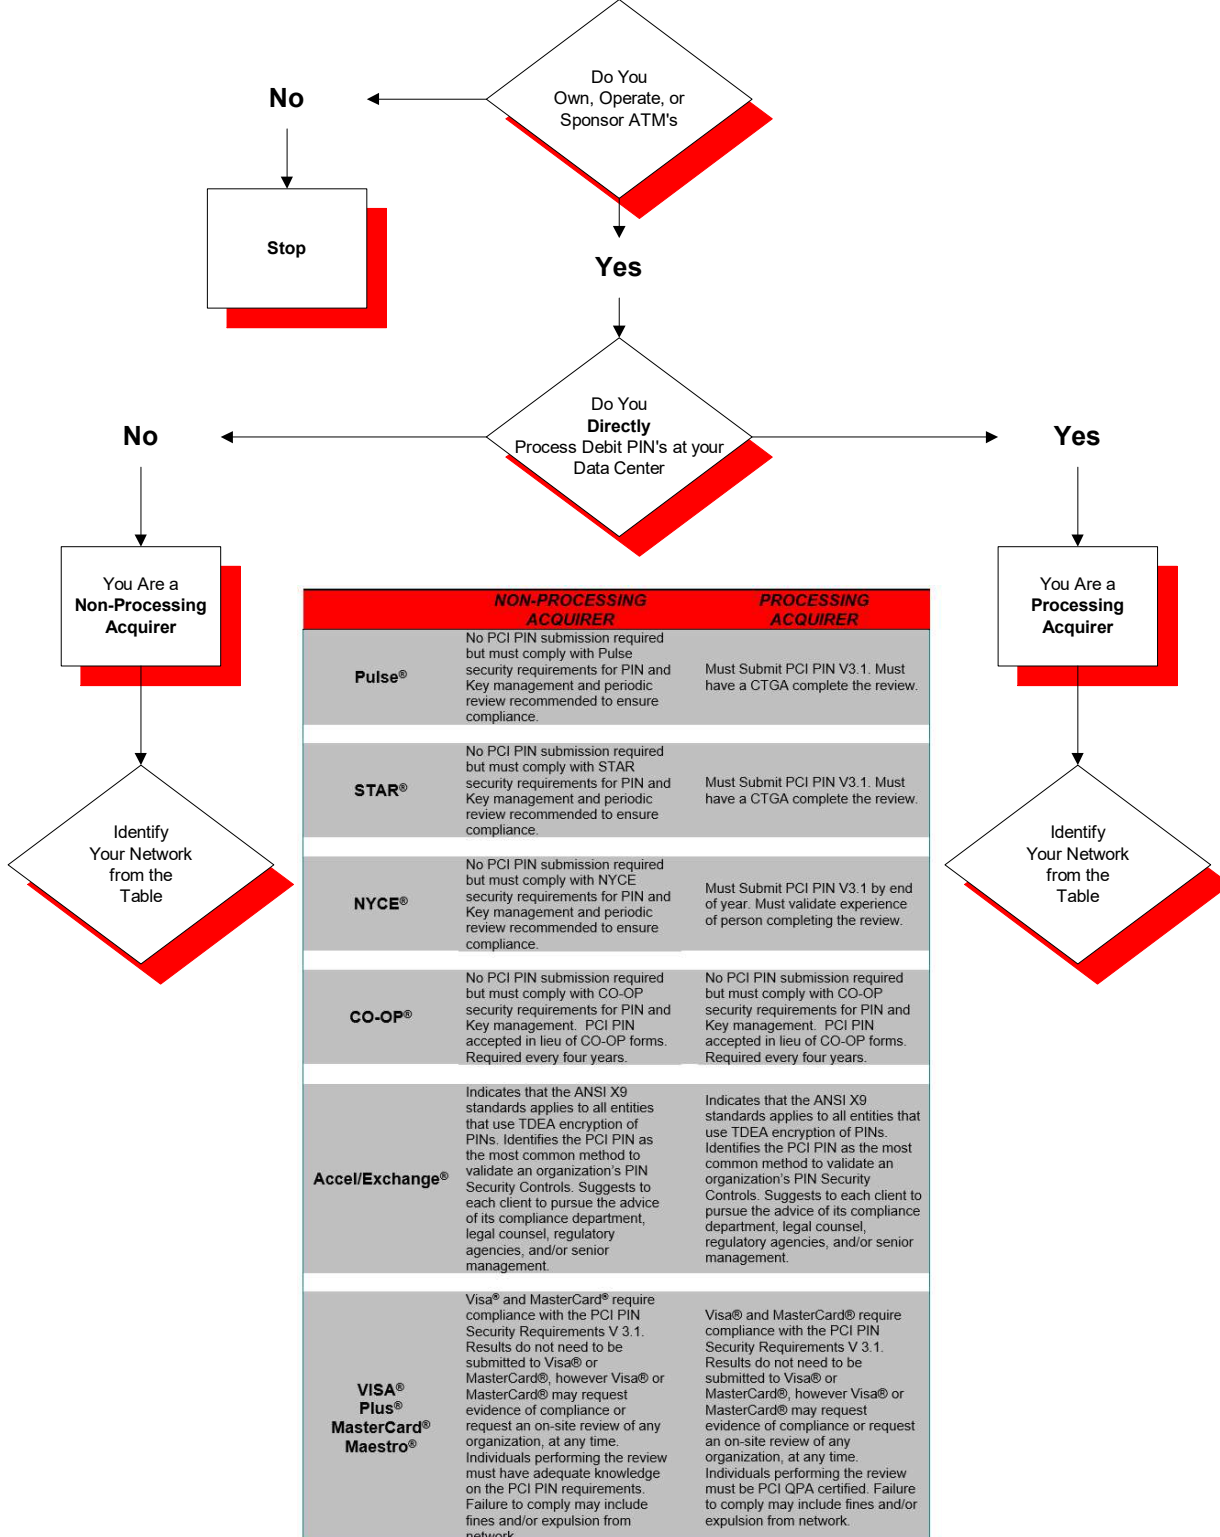 Do You
Own, Operate, or
Sponsor ATM's
No
Stop
Yes
Do You
Directly
Process Debit PIN's at your
Data Center
No
Yes
You Are a
Non-Processing
Acquirer
You Are a
Processing
Acquirer
Identify
Your Network
from the
Table
Identify
Your Network
from the
Table
NON-PROCESSING
ACQUIRER
PROCESSING
ACQUIRER
Pulse®
No PCI PIN submission required
but must comply with Pulse
security requirements for PIN and
Key management and periodic
review recommended to ensure
compliance.
Must Submit PCI PIN V3.1. Must
have a CTGA complete the review.
STAR®
No PCI PIN submission required
but must comply with STAR
security requirements for PIN and
Key management and periodic
review recommended to ensure
compliance.
Must Submit PCI PIN V3.1. Must
have a CTGA complete the review.
NYCE®
No PCI PIN submission required
but must comply with NYCE
security requirements for PIN and
Key management and periodic
review recommended to ensure
compliance.
Must Submit PCI PIN V3.1 by end
of year. Must validate experience
of person completing the review.
CO-OP®
No PCI PIN submission required
but must comply with CO-OP
security requirements for PIN and
Key management.  PCI PIN
accepted in lieu of CO-OP forms.
Required every four years.
No PCI PIN submission required
but must comply with CO-OP
security requirements for PIN and
Key management.  PCI PIN
accepted in lieu of CO-OP forms.
Required every four years.
Accel/Exchange®
Indicates that the ANSI X9
standards applies to all entities
that use TDEA encryption of
PINs. Identifies the PCI PIN as
the most common method to
validate an organization’s PIN
Security Controls. Suggests to
each client to pursue the advice
of its compliance department,
legal counsel, regulatory
agencies, and/or senior
management.
Indicates that the ANSI X9
standards applies to all entities that
use TDEA encryption of PINs.
Identifies the PCI PIN as the most
common method to validate an
organization’s PIN Security
Controls. Suggests to each client to
pursue the advice of its compliance
department, legal counsel,
regulatory agencies, and/or senior
management.
VISA®
Plus®
MasterCard®
Maestro®
Visa® and MasterCard® require
compliance with the PCI PIN
Security Requirements V 3.1.
Results do not need to be
submitted to Visa® or
MasterCard®, however Visa® or
MasterCard® may request
evidence of compliance or
request an on-site review of any
organization, at any time.
Individuals performing the review
must have adequate knowledge
on the PCI PIN requirements.
Failure to comply may include
fines and/or expulsion from
network.
Visa® and MasterCard® require
compliance with the PCI PIN
Security Requirements V 3.1.
Results do not need to be
submitted to Visa® or
MasterCard®, however Visa® or
MasterCard® may request
evidence of compliance or request
an on-site review of any
organization, at any time.
Individuals performing the review
must be PCI QPA certified. Failure
to comply may include fines and/or
expulsion from network.